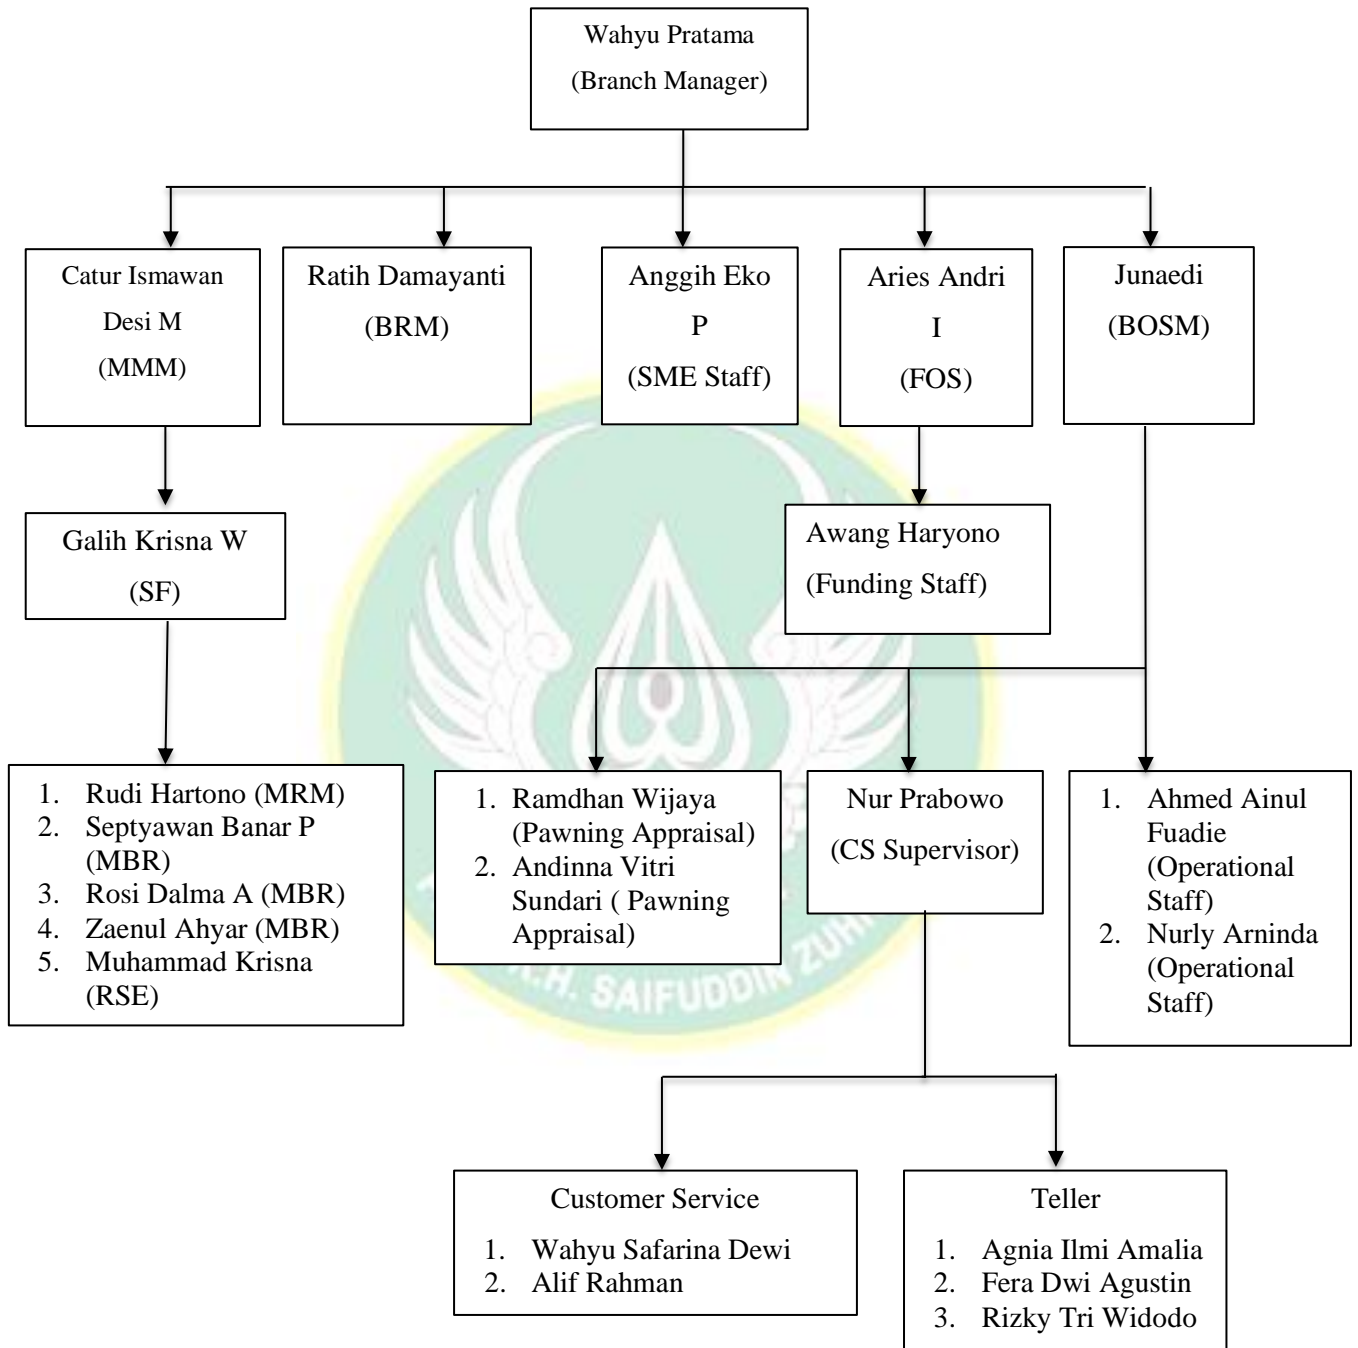 Wahyu Pratama
(Branch Manager)
Catur Ismawan
Desi M
(MMM)
Ratih Damayanti
(BRM)
Anggih Eko
P
(SME Staff)
Aries Andri
I
(FOS)
Junaedi
(BOSM)
Galih Krisna W
(SF)
Awang Haryono
(Funding Staff)
1. Rudi Hartono (MRM)
2. Septyawan Banar P
(MBR)
3. Rosi Dalma A (MBR)
4. Zaenul Ahyar (MBR)
5. Muhammad Krisna
(RSE)
1. Ramdhan Wijaya
(Pawning Appraisal)
2. Andinna Vitri
Sundari ( Pawning
Appraisal)
Nur Prabowo
(CS Supervisor)
1. Ahmed Ainul
Fuadie
(Operational
Staff)
2. Nurly Arninda
(Operational
Staff)
.H. SAIFUDDIN
Customer Service
1. Wahyu Safarina Dewi
2. Alif Rahman
Teller
1. Agnia Ilmi Amalia
2. Fera Dwi Agustin
3. Rizky Tri Widodo